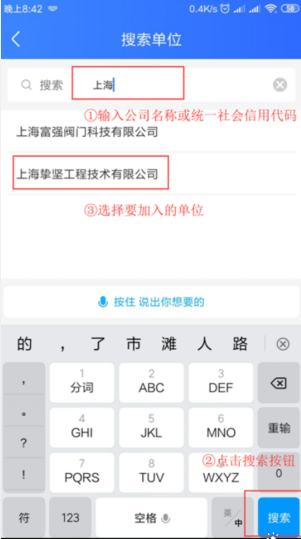 晚上8:42
0.4K/s
搜索单位
搜索 上海
①输入公司名称或统一社会信用代码
上海富强阀门科技有限公司
上海挚坚工程技术有限公司
③选择要加入的单位
按住 说出你想要的
的 ， 了 市 滩 人 路
， 1 分词 2 ABC 3 DEF
。 4 GHI 5 JKL 6 MNO 重输
？
②点击搜索按钮
！ 7 PQRS 8 TUV 9 WXYZ 0
符 123 空格 英/中 搜索